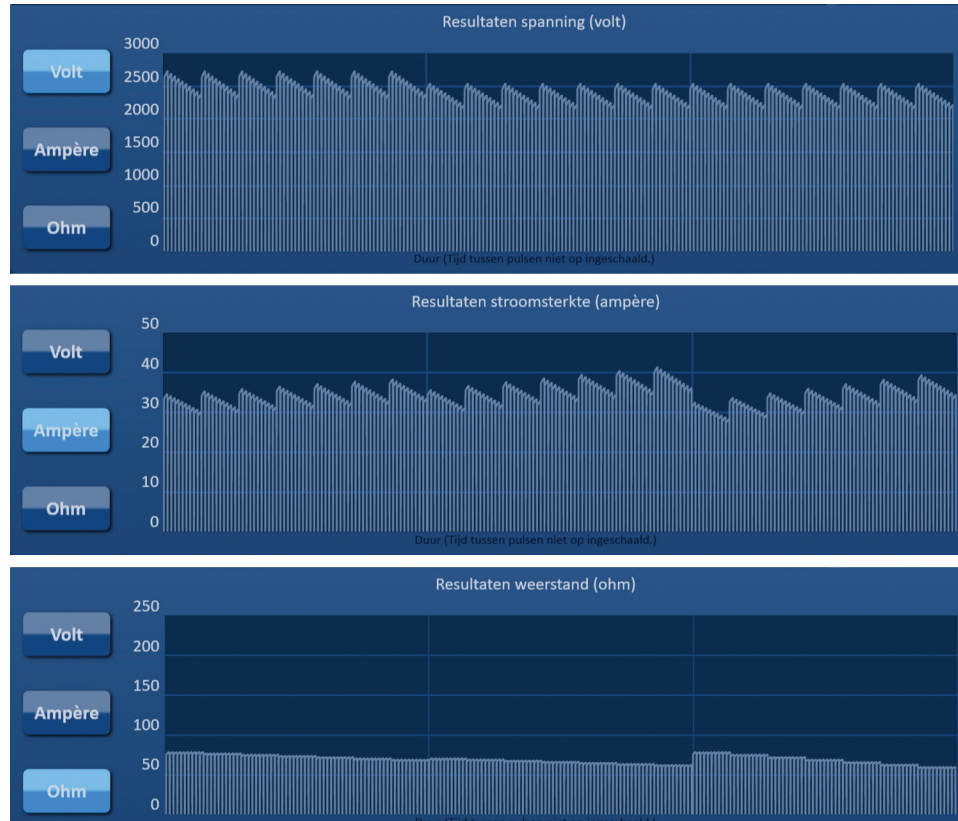 Resultaten spanning (volt)
3000
2500
2000
1500
1000
500
0
Volt
Ampère
Ohm
Duur (Tijd tussen pulsen niet op ingeschaald.)
Resultaten stroomsterkte (ampère)
50
40
30
20
10
0
Volt
Ampère
Ohm
Duur (Tijd tussen pulsen niet op ingeschaald.)
Resultaten weerstand (ohm)
250
200
150
100
50
0
Volt
Ampère
Ohm